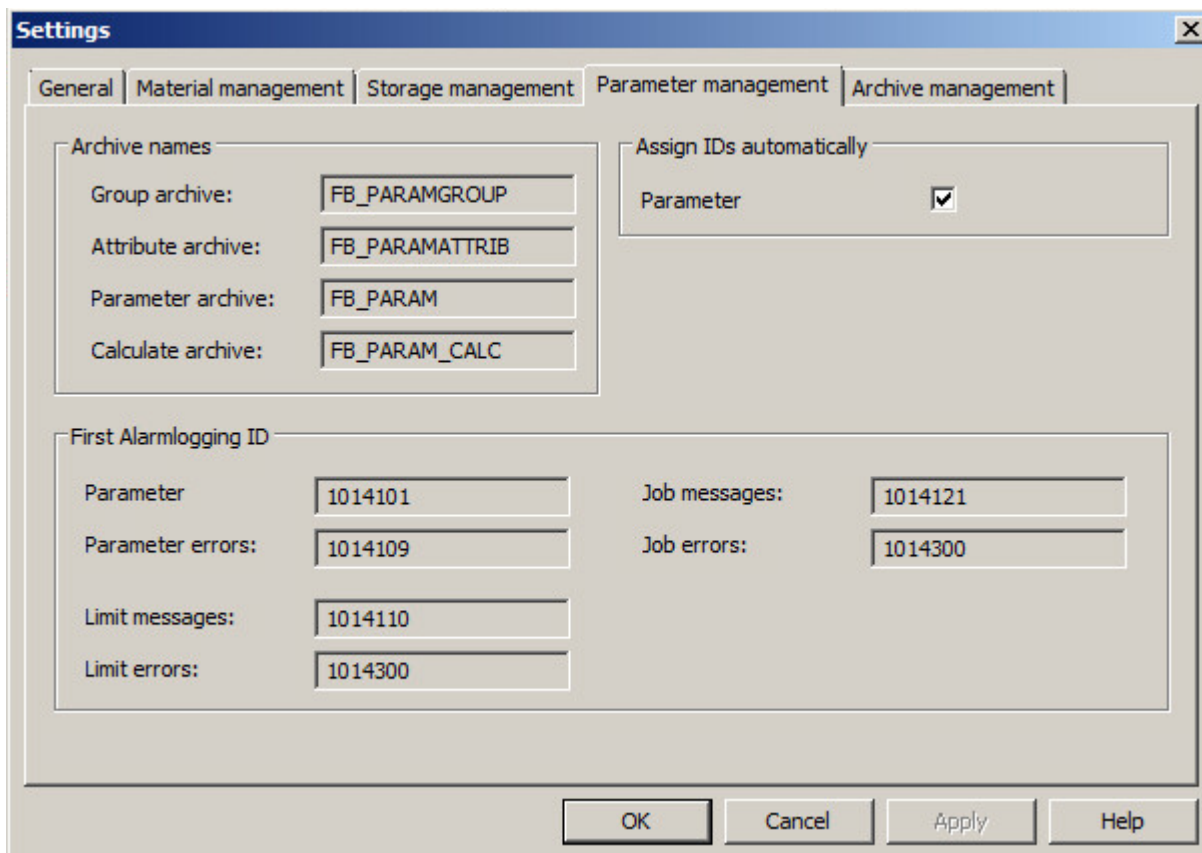 Settings
General Material management Storage management Parameter management Archive management
Archive names
Group archive: FB_PARAMGROUP
Attribute archive: FB_PARAMATTRIB
Parameter archive: FB_PARAM
Calculate archive: FB_PARAM_CALC
Assign IDs automatically
Parameter
First Alarmlogging ID
Parameter 1014101
Parameter errors: 1014109
Limit messages: 1014110
Limit errors: 1014300
Job messages: 1014121
Job errors: 1014300
OK Cancel Apply Help